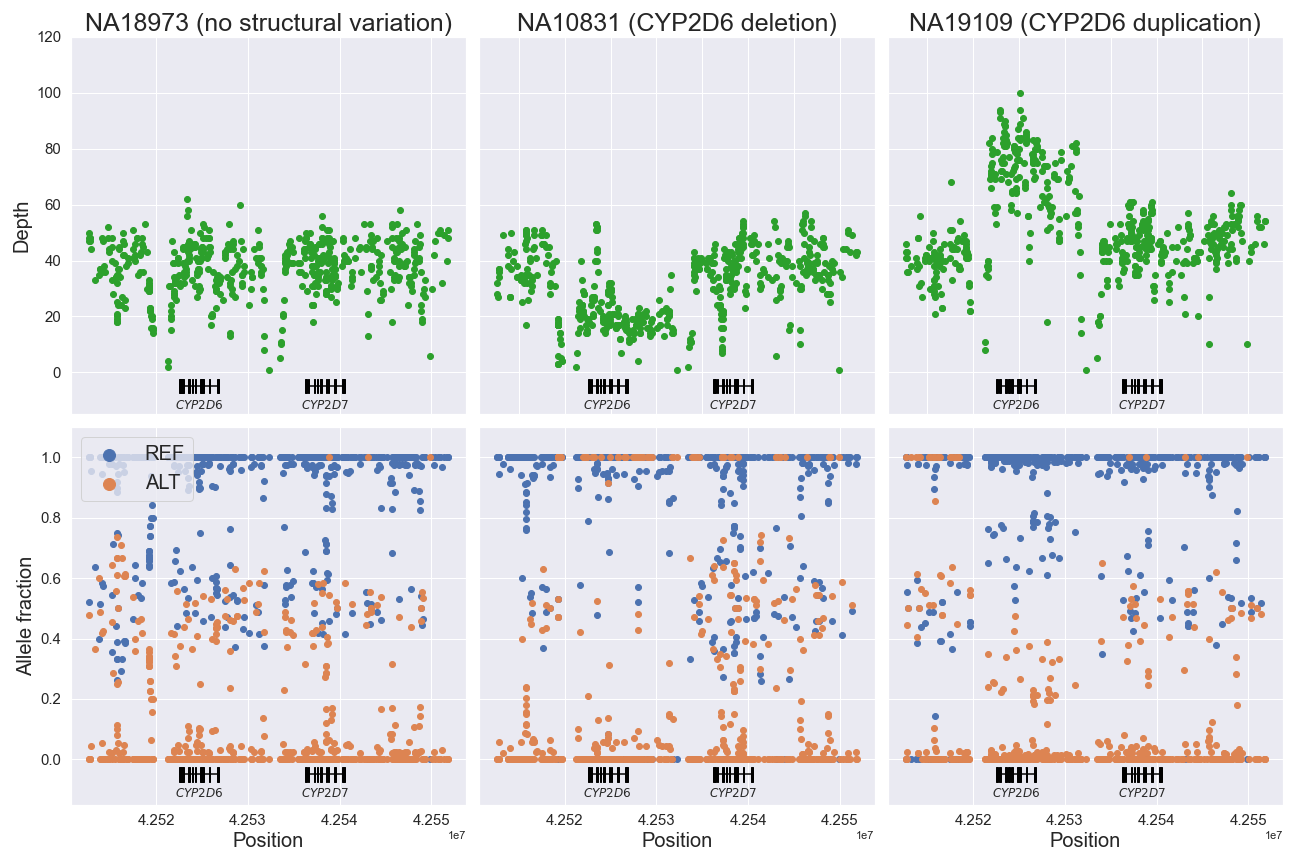 NA18973 (no structural variation)
NA10831 (CYP2D6 deletion)
NA19109 (CYP2D6 duplication)
Depth
120
100
80
60
40
20
0
CYP2D6
CYP2D7
CYP2D6
CYP2D7
CYP2D6
CYP2D7
Allele fraction
1.0
0.8
0.6
0.4
0.2
0.0
REF
ALT
CYP2D6
CYP2D7
CYP2D6
CYP2D7
CYP2D6
CYP2D7
4.252 4.253 4.254 4.255
1e7
Position
4.252 4.253 4.254 4.255
1e7
Position
4.252 4.253 4.254 4.255
1e7
Position